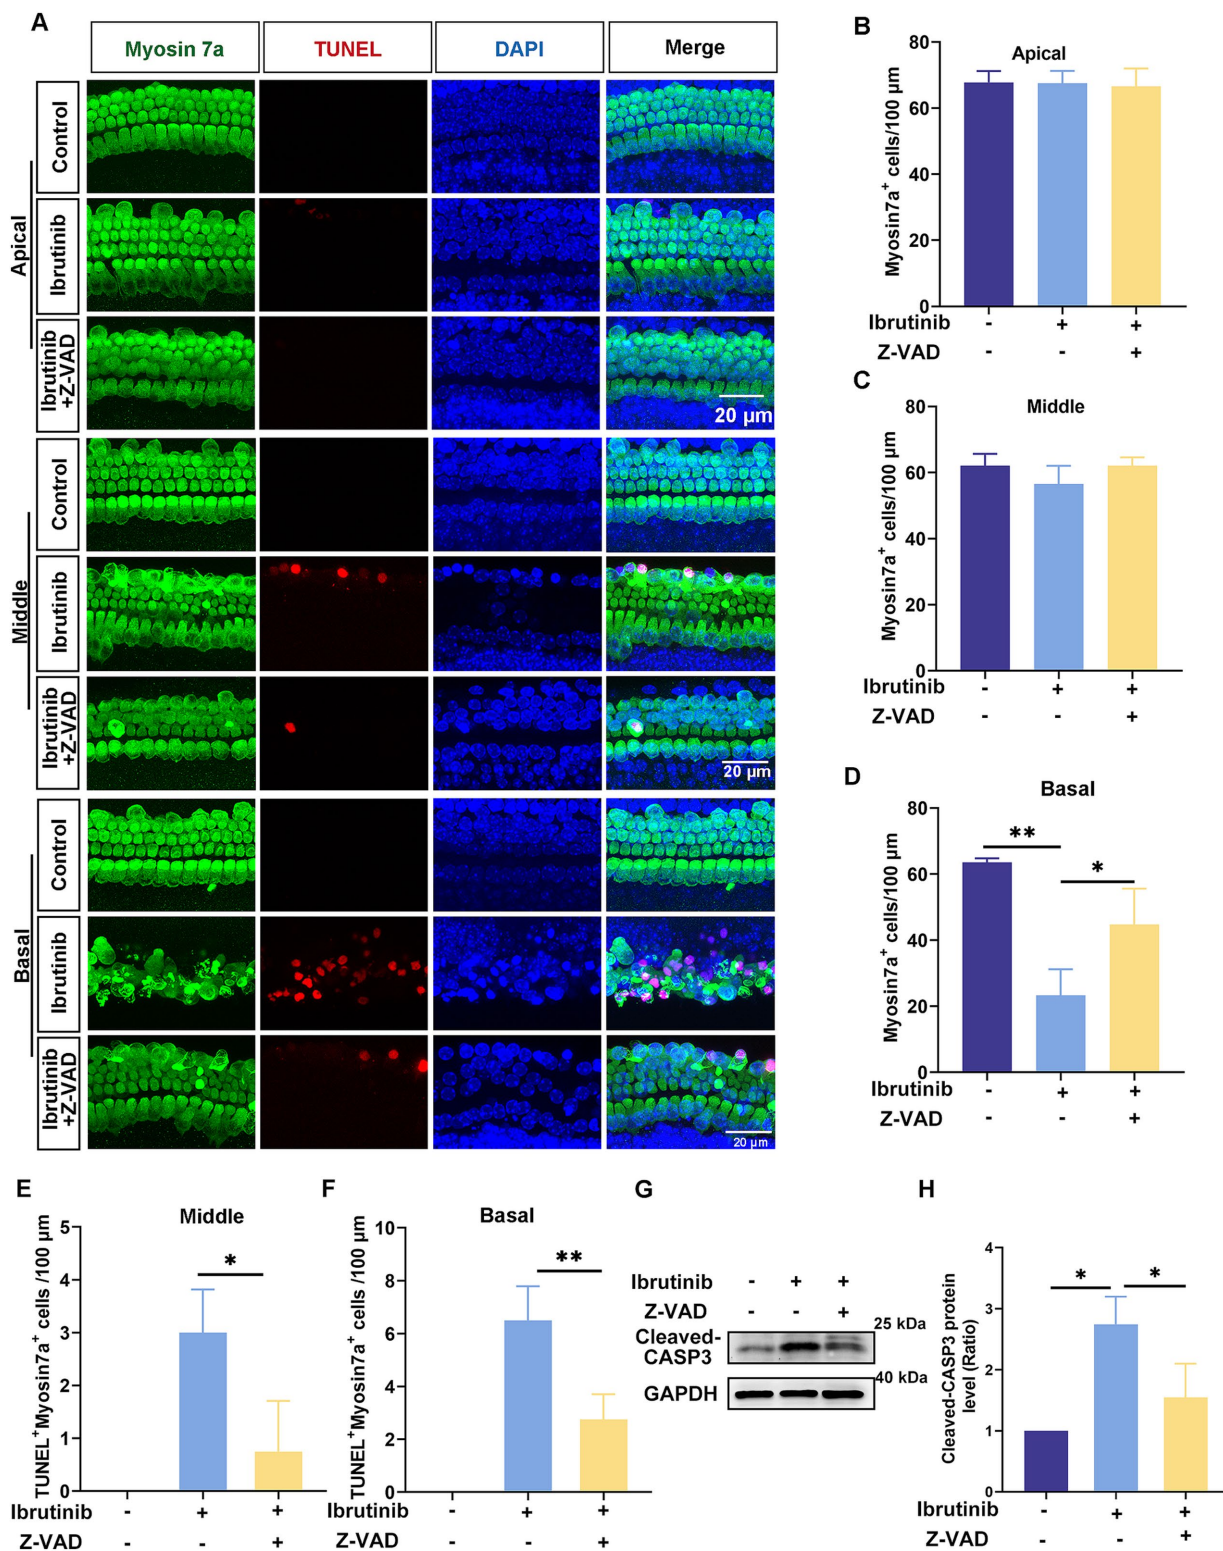 A
Myosin 7a
TUNEL
DAPI
Merge
Apical
Control
Ibrutinib
Ibrutinib
+Z-VAD
20 µm
Middle
Control
Ibrutinib
Ibrutinib
+Z-VAD
20 µm
Basal
Control
Ibrutinib
Ibrutinib
+Z-VAD
20 µm
B
Apical
Myosin7a+ cells/100 µm
80
60
40
20
0
Ibrutinib - + +
Z-VAD - - +
C
Middle
Myosin7a+ cells/100 µm
80
60
40
20
0
Ibrutinib - + +
Z-VAD - - +
D
Basal
Myosin7a+ cells/100 µm
80
60
40
20
0
**
*
Ibrutinib - + +
Z-VAD - - +
E
Middle
TUNEL+Myosin7a+ cells /100 µm
5
4
3
2
1
0
*
Ibrutinib - + +
Z-VAD - - +
F
Basal
TUNEL+Myosin7a+ cells /100 µm
10
8
6
4
2
0
**
Ibrutinib - + +
Z-VAD - - +
G
Ibrutinib - + +
Z-VAD - - +
25 kDa
Cleaved-
CASP3
40 kDa
GAPDH
H
Cleaved-CASP3 protein
level (Ratio)
4
3
2
1
0
*
*
Ibrutinib - + +
Z-VAD - - +